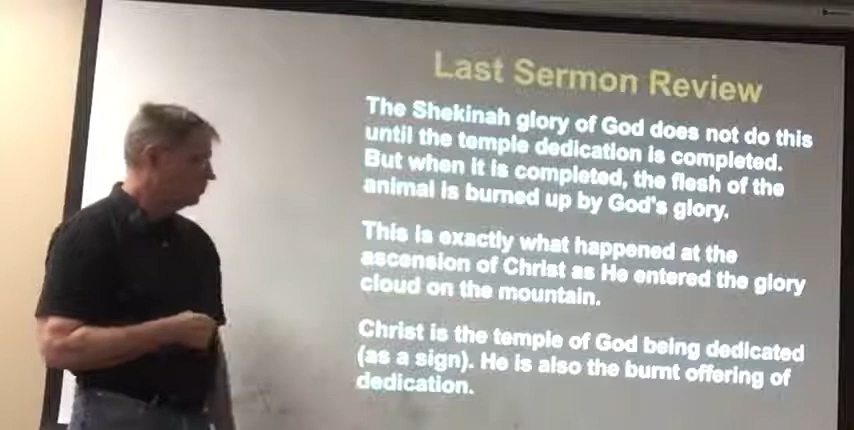 Last Sermon Review
The Shekinah glory of God does not do this
until the temple dedication is completed.
But when it is completed, the flesh of the
animal is burned up by God's glory.
This is exactly what happened at the
ascension of Christ as He entered the glory
cloud on the mountain.
Christ is the temple of God being dedicated
(as a sign). He is also the burnt offering of
dedication.